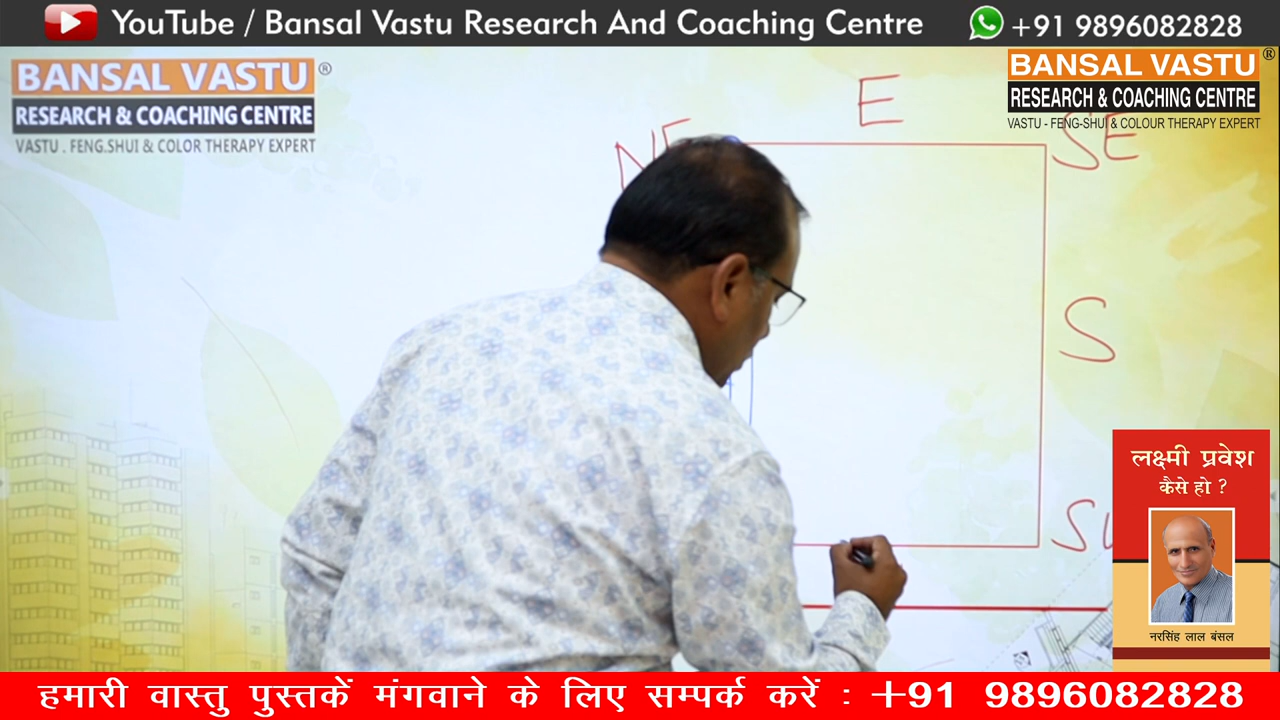 YouTube / Bansal Vastu Research And Coaching Centre
+91 9896082828
BANSAL VASTU ®
RESEARCH & COACHING CENTRE
VASTU . FENG.SHUI & COLOR THERAPY EXPERT
BANSAL VASTU ®
RESEARCH & COACHING CENTRE
VASTU - FENG-SHUI & COLOUR THERAPY EXPERT
E
NE
SE
S
लक्ष्मी प्रवेश
कैसे हो ?
नरसिंह लाल बंसल
हमारी वास्तु पुस्तकें मंगवाने के लिए सम्पर्क करें : +91 9896082828